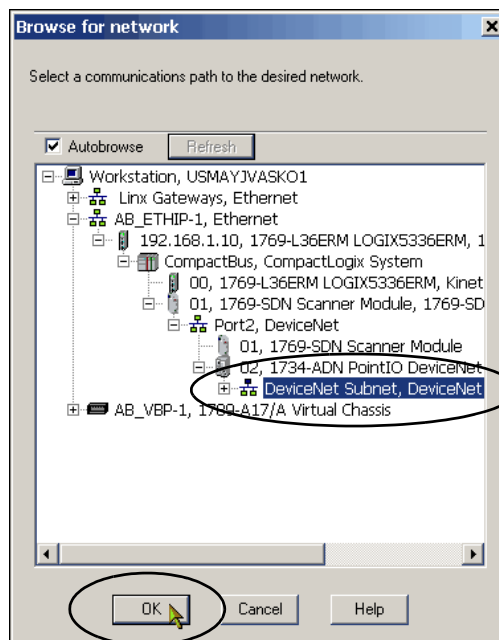 Browse for network
Select a communications path to the desired network.
Autobrowse Refresh
Workstation, USMAYJVASKO1
Linx Gateways, Ethernet
AB_ETHIP-1, Ethernet
192.168.1.10, 1769-L36ERM LOGIX5336ERM, 1
CompactBus, CompactLogix System
00, 1769-L36ERM LOGIX5336ERM, Kinet
01, 1769-SDN Scanner Module, 1769-SD
Port2, DeviceNet
01, 1769-SDN Scanner Module
02, 1734-ADN PointIO DeviceNet
DeviceNet Subnet, DeviceNet
AB_VBP-1, 1789-A17/A Virtual Chassis
OK Cancel Help